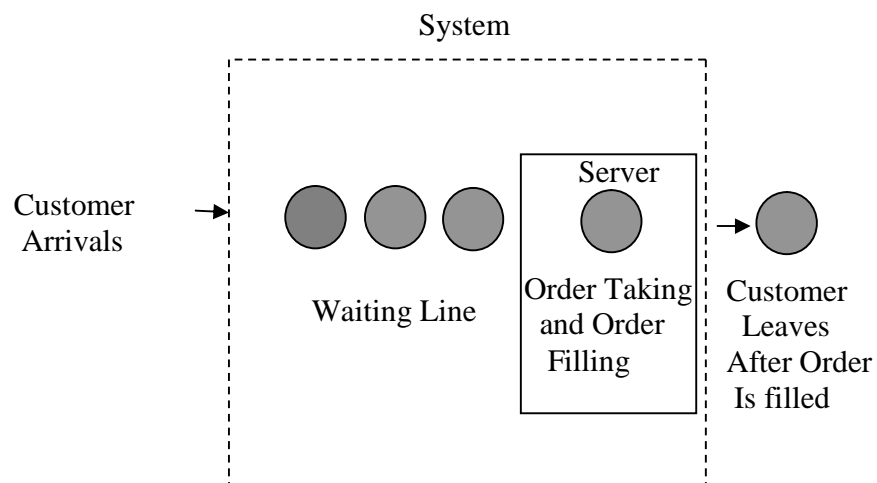 System
Customer
Arrivals
Waiting Line
Server
Order Taking
and Order
Filling
Customer
Leaves
After Order
Is filled